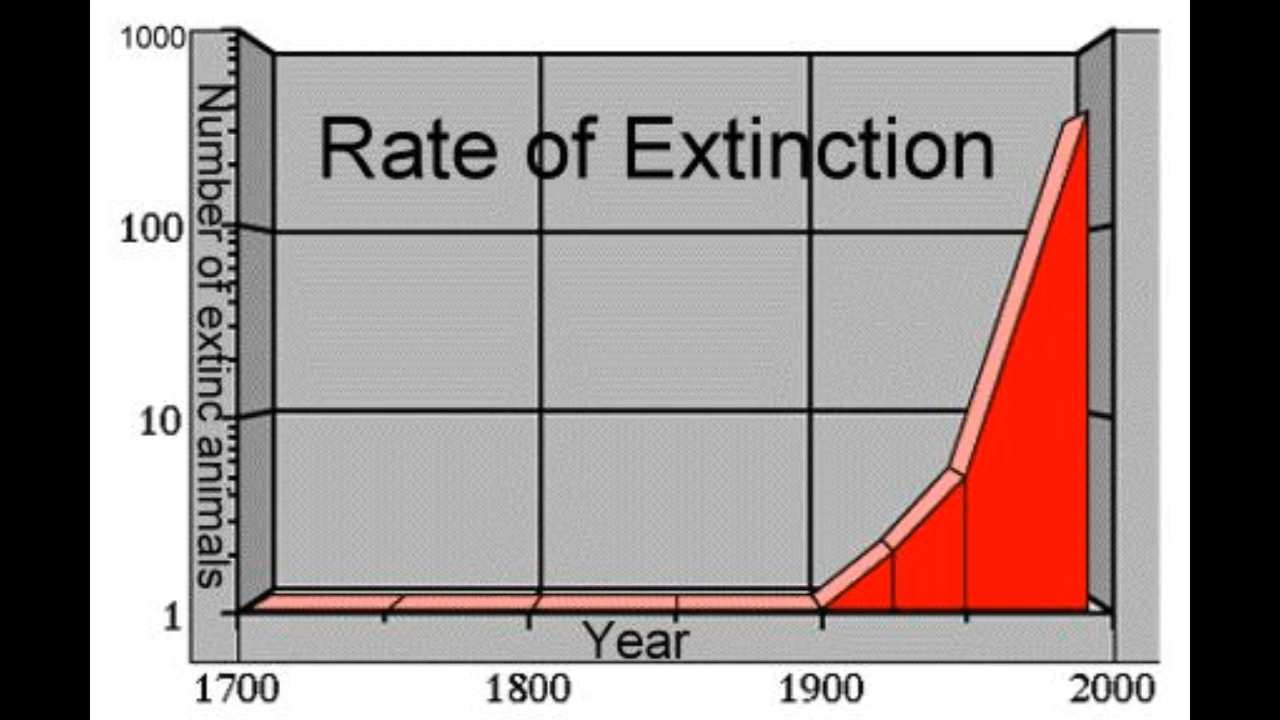 Rate of Extinction
Number of extinc animals
1000
100
10
1
Year
1700 1800 1900 2000